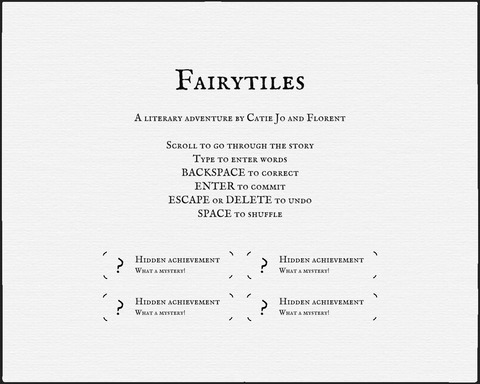 Fairytiles
A literary adventure by Catie Jo and Florent
Scroll to go through the story
Type to enter words
BACKSPACE to correct
ENTER to commit
ESCAPE or DELETE to undo
SPACE to shuffle
? Hidden achievement
What a mystery!
? Hidden achievement
What a mystery!
? Hidden achievement
What a mystery!
? Hidden achievement
What a mystery!